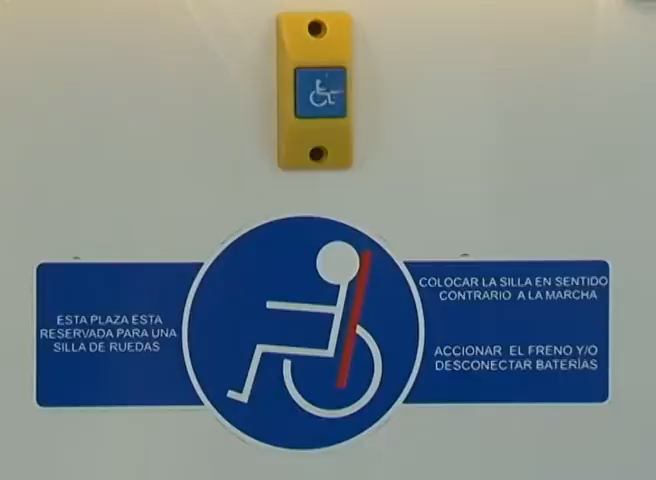 ESTA PLAZA ESTA
RESERVADA PARA UNA
SILLA DE RUEDAS
COLOCAR LA SILLA EN SENTIDO
CONTRARIO A LA MARCHA
ACCIONAR EL FRENO Y/O
DESCONECTAR BATERÍAS